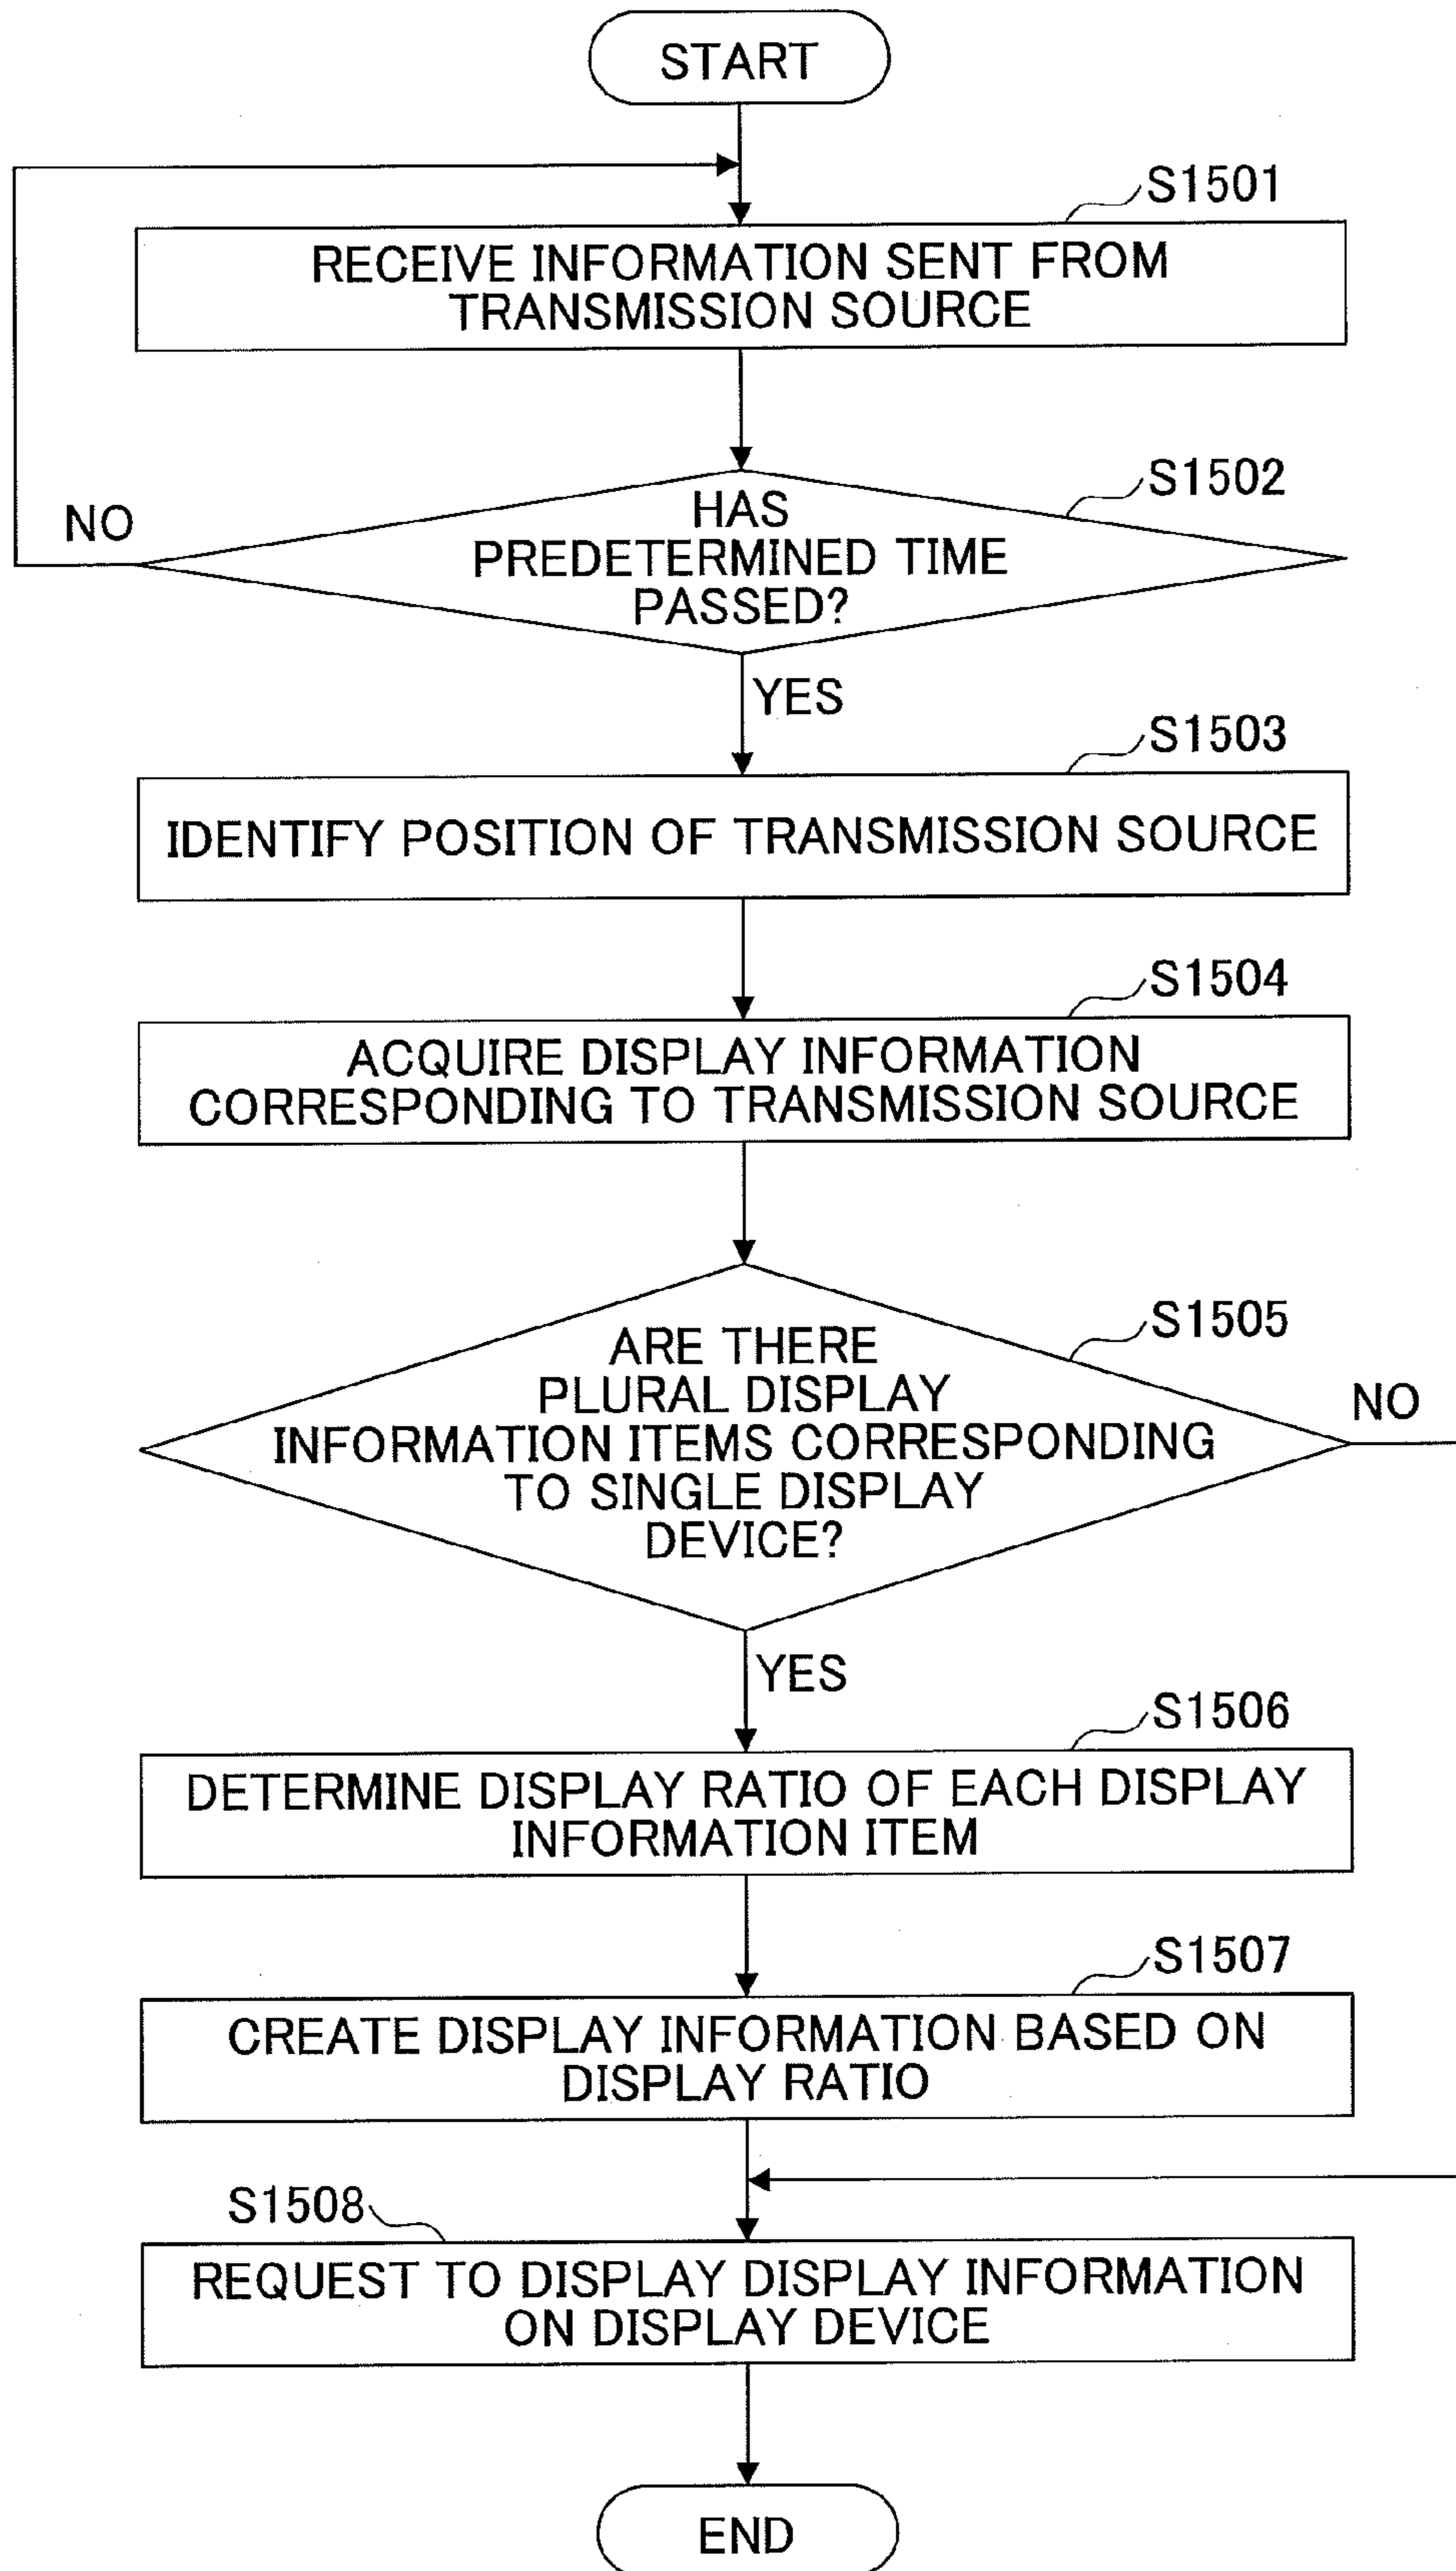 START
S1501
RECEIVE INFORMATION SENT FROM
TRANSMISSION SOURCE
S1502
NO
HAS
PREDETERMINED TIME
PASSED?
YES
S1503
IDENTIFY POSITION OF TRANSMISSION SOURCE
S1504
ACQUIRE DISPLAY INFORMATION
CORRESPONDING TO TRANSMISSION SOURCE
S1505
ARE THERE
PLURAL DISPLAY
INFORMATION ITEMS CORRESPONDING
TO SINGLE DISPLAY
DEVICE?
NO
YES
S1506
DETERMINE DISPLAY RATIO OF EACH DISPLAY
INFORMATION ITEM
S1507
CREATE DISPLAY INFORMATION BASED ON
DISPLAY RATIO
S1508
REQUEST TO DISPLAY DISPLAY INFORMATION
ON DISPLAY DEVICE
END